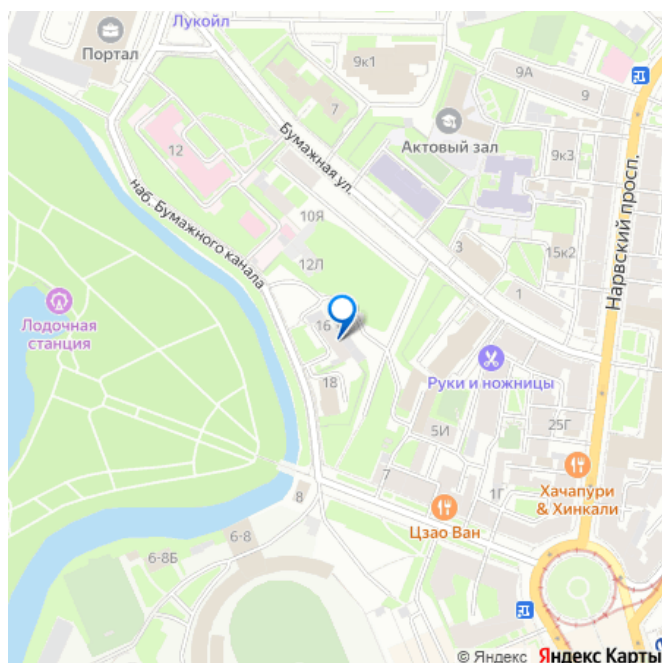 Лукойл
Портал
9к1
9А
9
7
Актовый зал
Бумажная ул.
12
9к3
Нарвский просп.
наб. Бумажного канала
10Я
3
15к2
12Л
1
Лодочная
станция
16
Руки и ножницы
18
25Г
5И
7
1Г
Хачапури
& Хинкали
8
Цзао Ван
6-8
6-8Б
© Яндекс Яндекс Карты